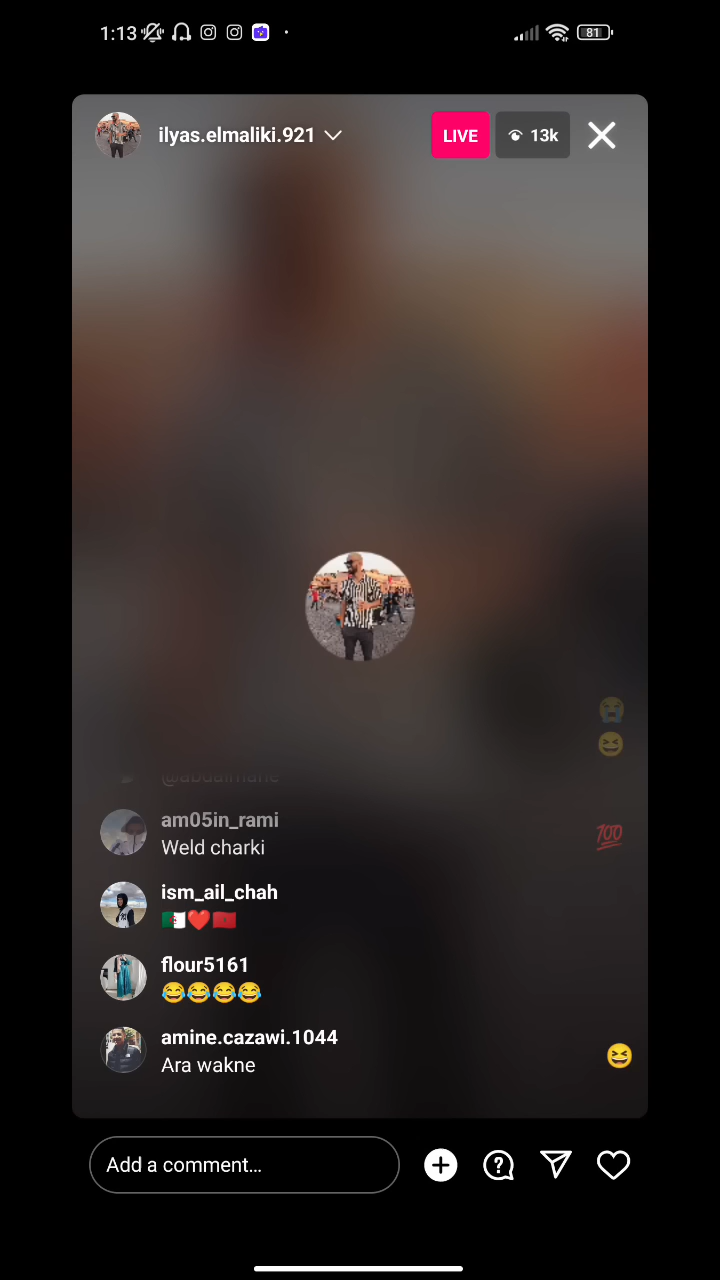 1:13
81
ilyas.elmaliki.921
LIVE
13k
@abdalrhane
am05in_rami
Weld charki
ism_ail_chah
🇩🇿❤️🇲🇦
flour5161
😂😂😂😂
amine.cazawi.1044
Ara wakne
Add a comment...